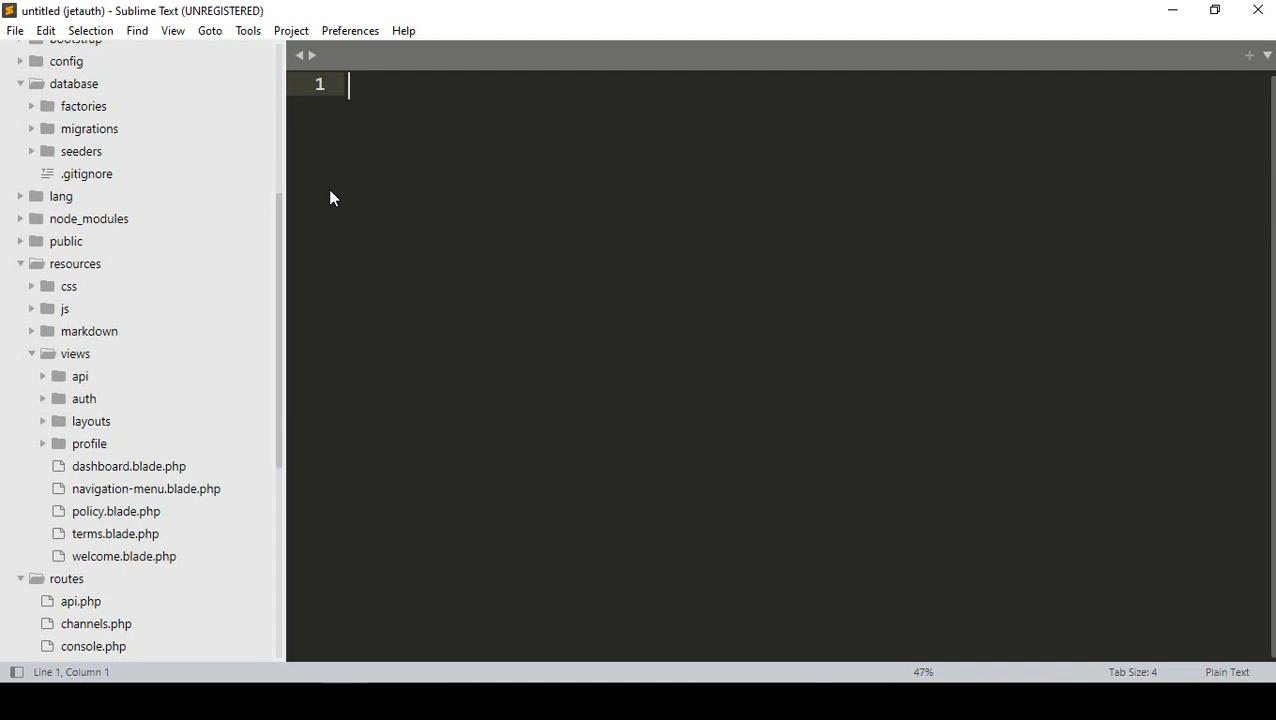 untitled (jetauth) - Sublime Text (UNREGISTERED)
File Edit Selection Find View Goto Tools Project Preferences Help
bootstrap
config
database
factories
migrations
seeders
.gitignore
lang
node_modules
public
resources
css
js
markdown
views
api
auth
layouts
profile
dashboard.blade.php
navigation-menu.blade.php
policy.blade.php
terms.blade.php
welcome.blade.php
routes
api.php
channels.php
console.php
1
Line 1, Column 1 47% Tab Size: 4 Plain Text